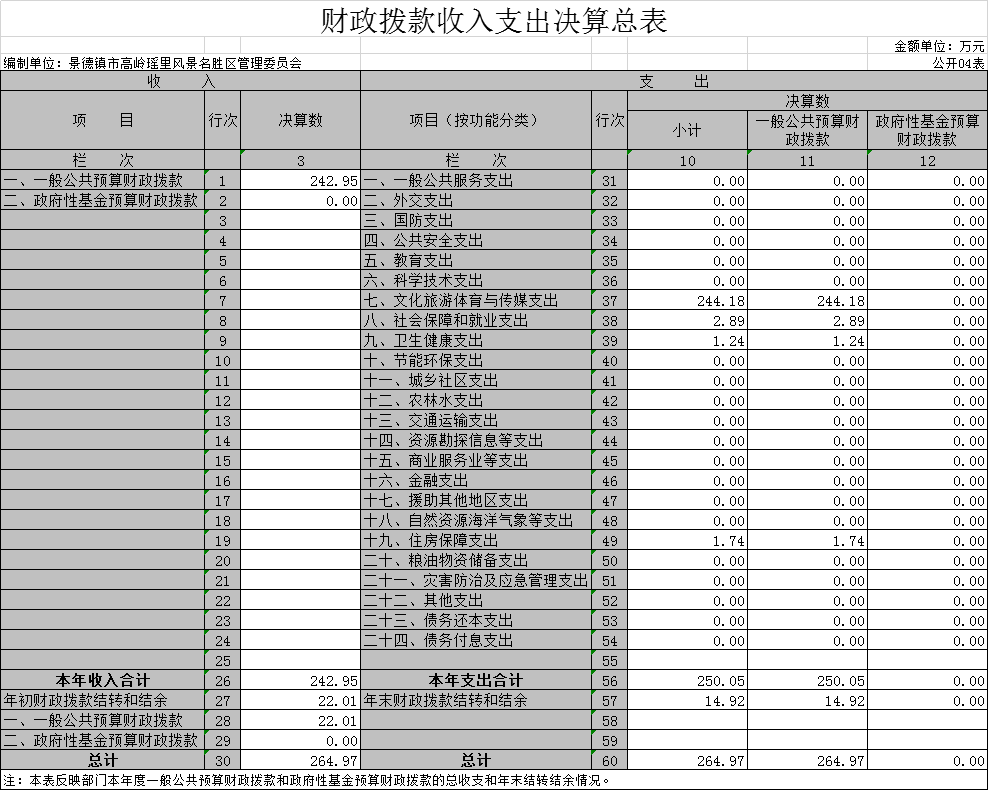 财政拨款收入支出决算总表
金额单位：万元
编制单位：景德镇市高岭瑶里风景名胜区管理委员会 公开04表
收 入 支 出
项 目 行次 决算数 项目（按功能分类） 行次 决算数
小计 一般公共预算财政拨款 政府性基金预算财政拨款
栏 次 3 栏 次 10 11 12
一、一般公共预算财政拨款 1 242.95 一、一般公共服务支出 31 0.00 0.00 0.00
二、政府性基金预算财政拨款 2 0.00 二、外交支出 32 0.00 0.00 0.00
3 三、国防支出 33 0.00 0.00 0.00
4 四、公共安全支出 34 0.00 0.00 0.00
5 五、教育支出 35 0.00 0.00 0.00
6 六、科学技术支出 36 0.00 0.00 0.00
7 七、文化旅游体育与传媒支出 37 244.18 244.18 0.00
8 八、社会保障和就业支出 38 2.89 2.89 0.00
9 九、卫生健康支出 39 1.24 1.24 0.00
10 十、节能环保支出 40 0.00 0.00 0.00
11 十一、城乡社区支出 41 0.00 0.00 0.00
12 十二、农林水支出 42 0.00 0.00 0.00
13 十三、交通运输支出 43 0.00 0.00 0.00
14 十四、资源勘探信息等支出 44 0.00 0.00 0.00
15 十五、商业服务业等支出 45 0.00 0.00 0.00
16 十六、金融支出 46 0.00 0.00 0.00
17 十七、援助其他地区支出 47 0.00 0.00 0.00
18 十八、自然资源海洋气象等支出 48 0.00 0.00 0.00
19 十九、住房保障支出 49 1.74 1.74 0.00
20 二十、粮油物资储备支出 50 0.00 0.00 0.00
21 二十一、灾害防治及应急管理支出 51 0.00 0.00 0.00
22 二十二、其他支出 52 0.00 0.00 0.00
23 二十三、债务还本支出 53 0.00 0.00 0.00
24 二十四、债务付息支出 54 0.00 0.00 0.00
25 55
本年收入合计 26 242.95 本年支出合计 56 250.05 250.05 0.00
年初财政拨款结转和结余 27 22.01 年末财政拨款结转和结余 57 14.92 14.92 0.00
一、一般公共预算财政拨款 28 22.01 58
二、政府性基金预算财政拨款 29 0.00 59
总计 30 264.97 总计 60 264.97 264.97 0.00
注：本表反映部门本年度一般公共预算财政拨款和政府性基金预算财政拨款的总收支和年末结转结余情况。